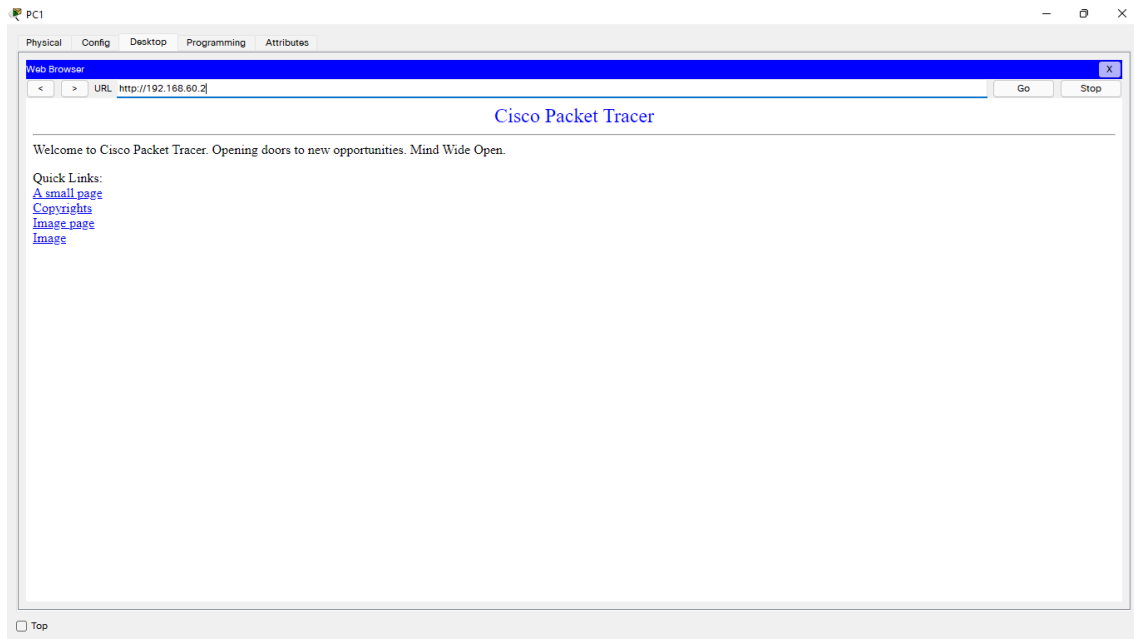 PC1
Physical Config Desktop Programming Attributes
Web Browser X
< > URL http://192.168.60.2 Go Stop
Cisco Packet Tracer
Welcome to Cisco Packet Tracer. Opening doors to new opportunities. Mind Wide Open.
Quick Links:
A small page
Copyrights
Image page
Image
Top